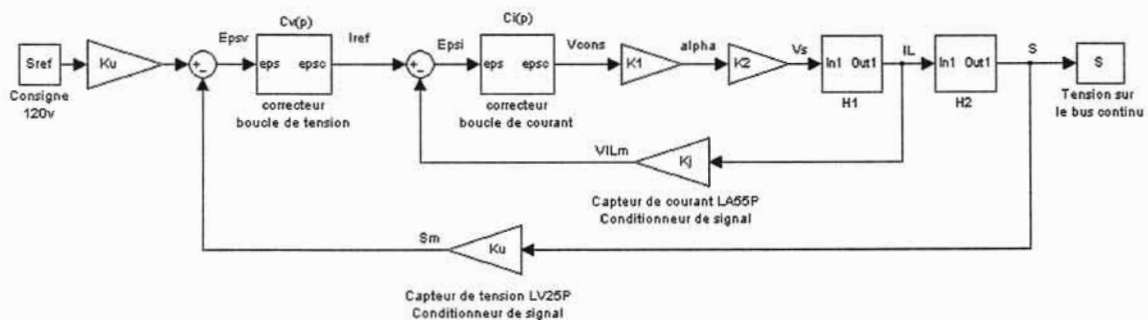 Cv(p)
Ci(p)
Sref
Ku
Epsv
eps epsc
Iref
Epsi
eps epsc
Vcons
K1
alpha
K2
Vs
In1 Out1
IL
In1 Out1
S
S
Consigne
120v
correcteur
boucle de tension
correcteur
boucle de courant
H1
H2
Tension sur
le bus continu
VILm
Kj
Capteur de courant LA55P
Conditionneur de signal
Sm
Ku
Capteur de tension LV25P
Conditionneur de signal